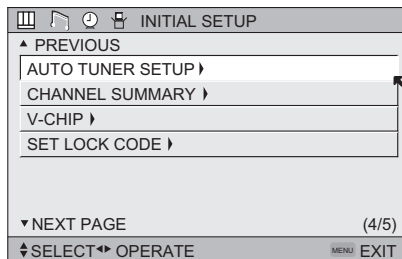 INITIAL SETUP
▲ PREVIOUS
AUTO TUNER SETUP
CHANNEL SUMMARY
V-CHIP
SET LOCK CODE
▼ NEXT PAGE (4/5)
SELECT OPERATE MENU EXIT